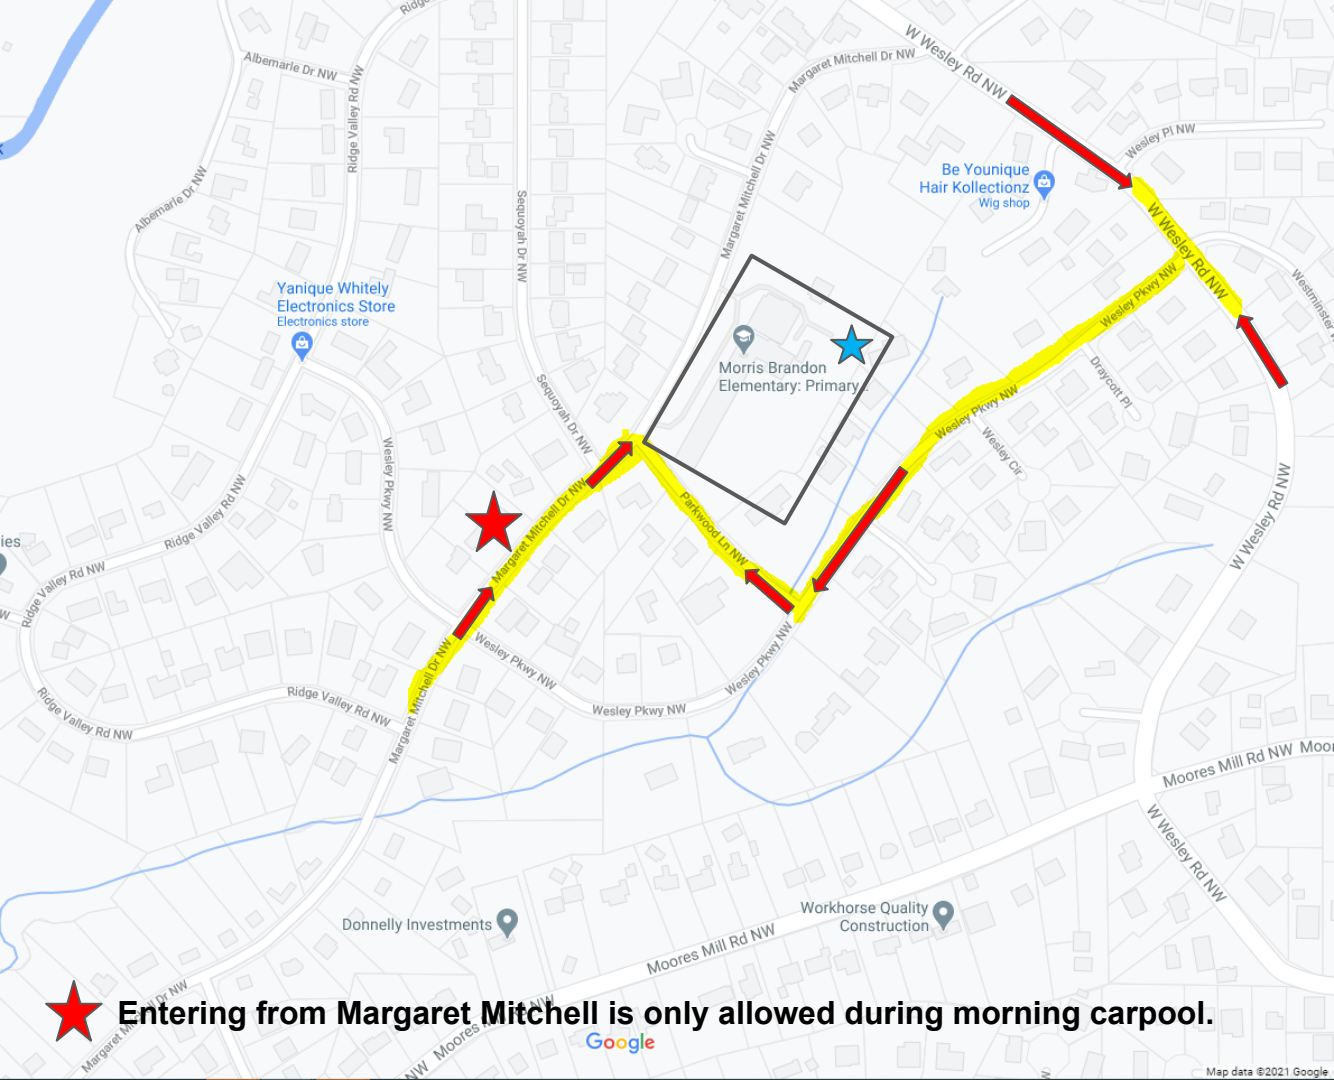 Ridge
W Wesley Rd NW
Margaret Mitchell Dr NW
Albemarle Dr NW
Ridge Valley Rd NW
Wesley Pl NW
Be Younique
Hair Kollectionz
Wig shop
Albemarle Dr NW
Margaret Mitchell Dr NW
Sequoyah Dr NW
W Wesley Rd NW
Wesley Pkwy NW
Westminster
Yanique Whitely
Electronics Store
Electronics store
Morris Brandon
Elementary: Primary
Draycott Pl
Sequoyah Dr NW
Wesley Pkwy NW
Wesley Cir
Wesley Pkwy NW
Ridge Valley Rd NW
Parkwood Ln NW
Margaret Mitchell Dr NW
W Wesley Rd NW
ies
Ridge Valley Rd NW
W
Wesley Pkwy NW
Wesley Pkwy NW
Margaret Mitchell Dr NW
Ridge Valley Rd NW
Ridge Valley Rd NW
Wesley Pkwy NW
Moores Mill Rd NW
Moor
W Wesley Rd NW
Donnelly Investments
Workhorse Quality
Construction
Moores Mill Rd NW
Entering from Margaret Mitchell is only allowed during morning carpool.
Google
Map data ©2021 Google